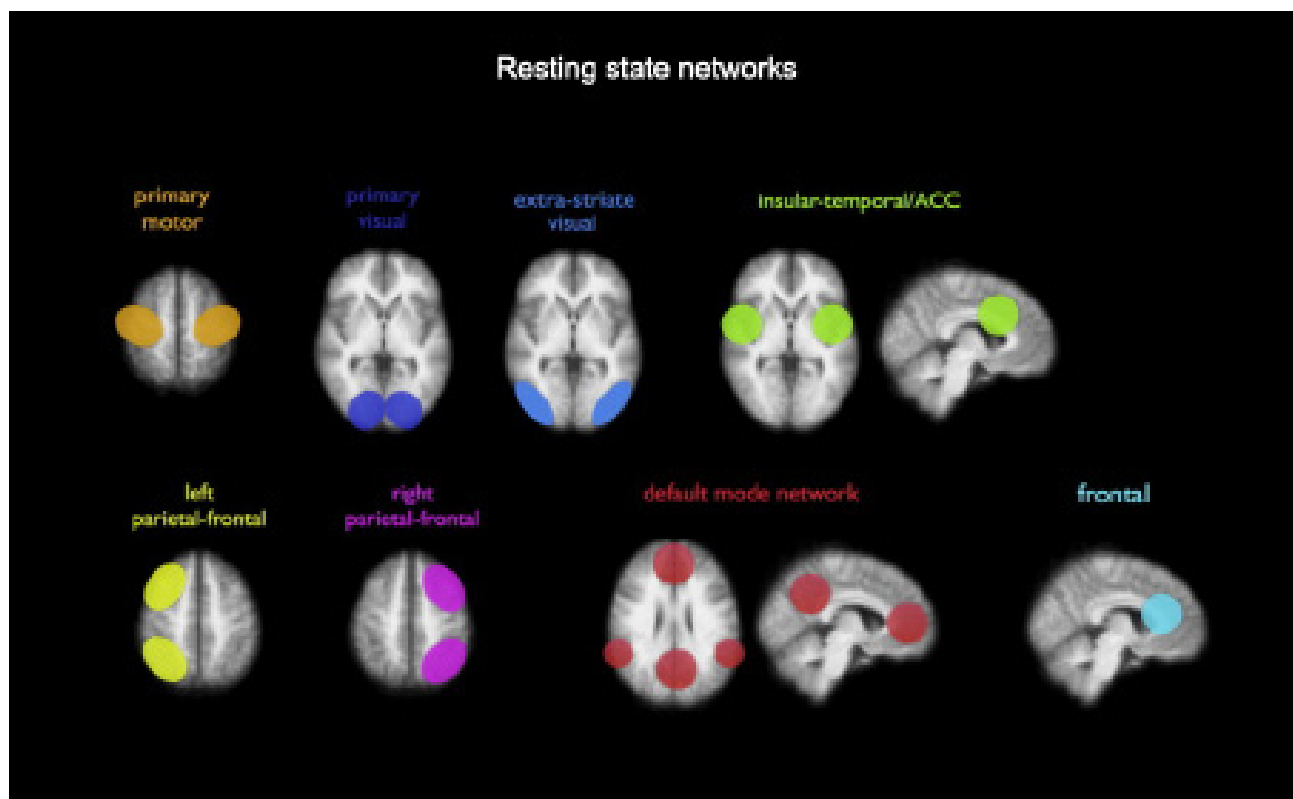 Resting state networks
primary
motor
primary
visual
extra-striate
visual
insular-temporal/ACC
left
parietal-frontal
right
parietal-frontal
default mode network
frontal